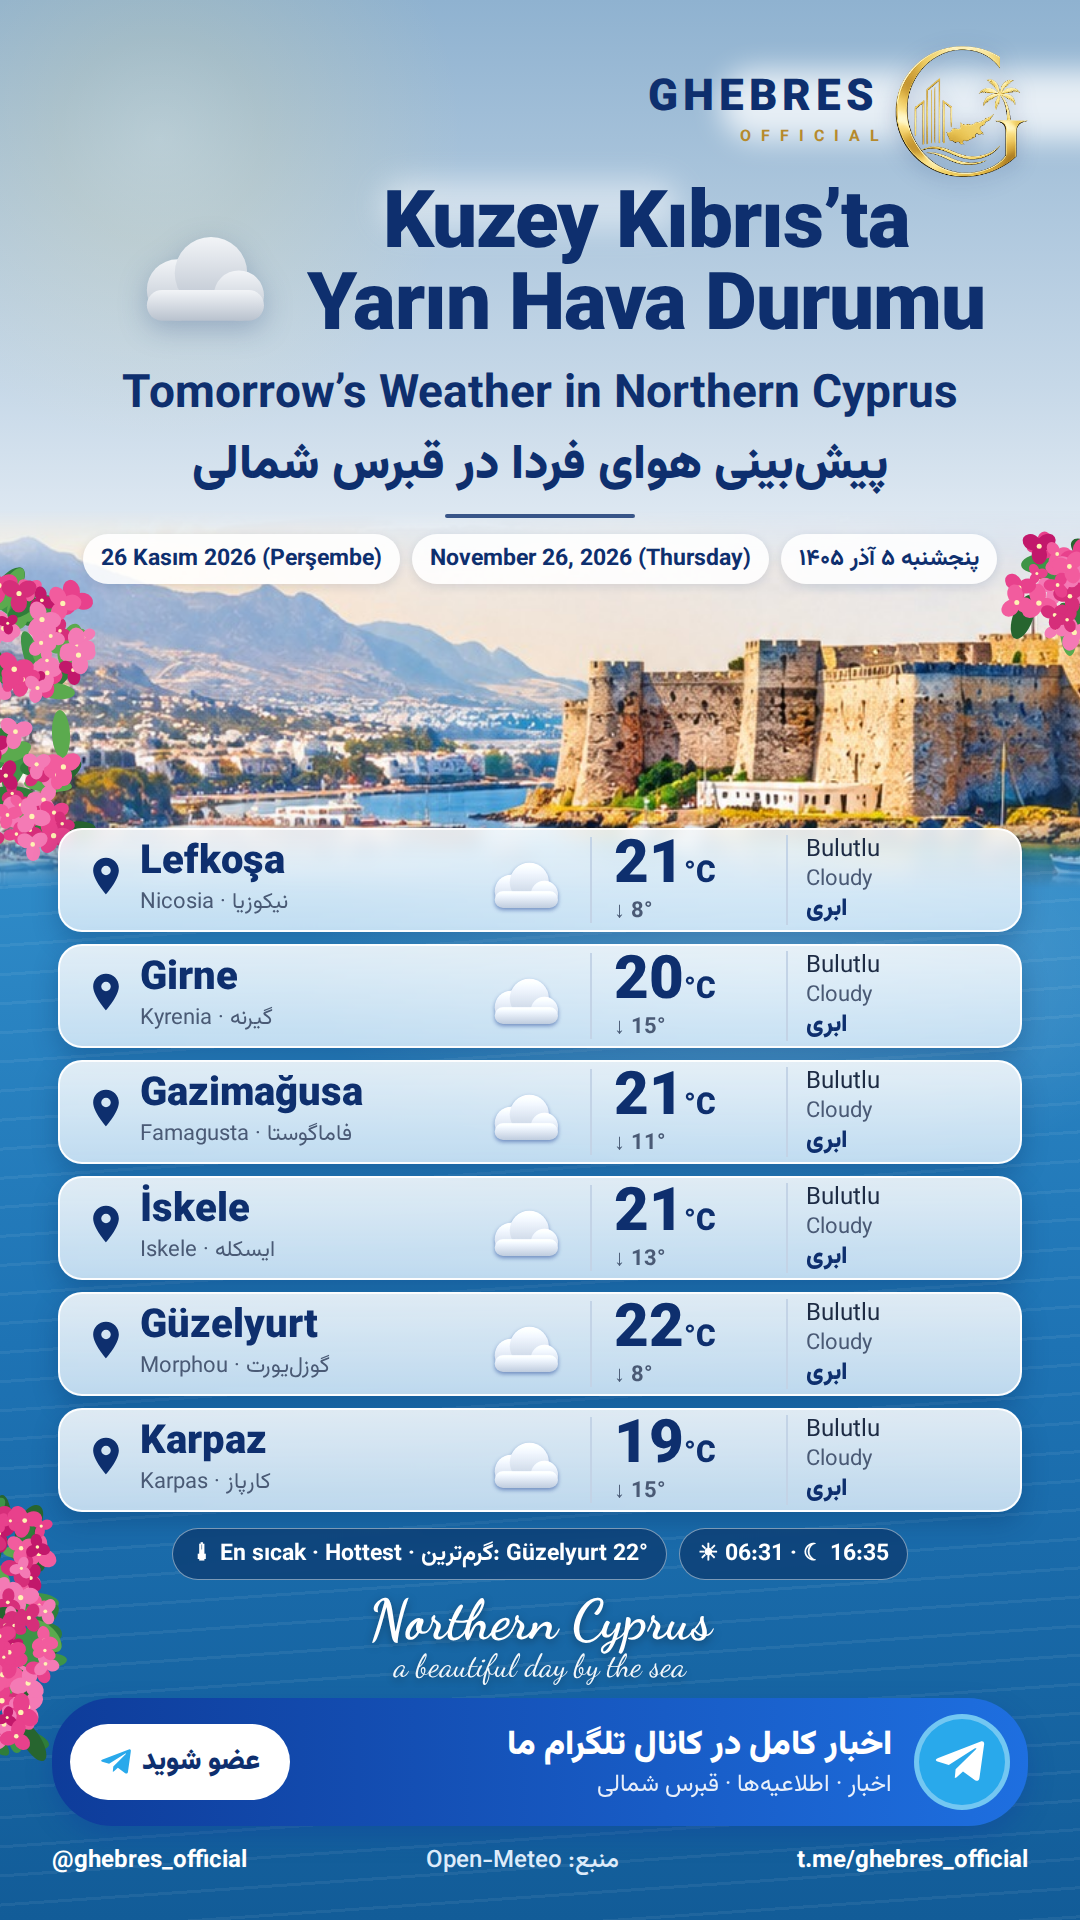 GHEBRES
OFFICIAL
Kuzey Kıbrıs’ta
Yarın Hava Durumu
Tomorrow’s Weather in Northern Cyprus
پیش‌بینی هوای فردا در قبرس شمالی
26 Kasım 2026 (Perşembe)
November 26, 2026 (Thursday)
پنجشنبه ۵ آذر ۱۴۰۵
Lefkoşa
Nicosia · نیکوزیا
21°C
↓ 8°
Bulutlu
Cloudy
ابری
Girne
Kyrenia · گیرنه
20°C
↓ 15°
Bulutlu
Cloudy
ابری
Gazimağusa
Famagusta · فاماگوستا
21°C
↓ 11°
Bulutlu
Cloudy
ابری
İskele
Iskele · ایسکله
21°C
↓ 13°
Bulutlu
Cloudy
ابری
Güzelyurt
Morphou · گوزل‌یورت
22°C
↓ 8°
Bulutlu
Cloudy
ابری
Karpaz
Karpas · کارپاز
19°C
↓ 15°
Bulutlu
Cloudy
ابری
🌡 En sıcak · Hottest · گرم‌ترین: Güzelyurt 22°
☀ 06:31 · ☾ 16:35
Northern Cyprus
a beautiful day by the sea
اخبار کامل در کانال تلگرام ما
اخبار · اطلاعیه‌ها · قبرس شمالی
عضو شوید
@ghebres_official
منبع: Open-Meteo
t.me/ghebres_official